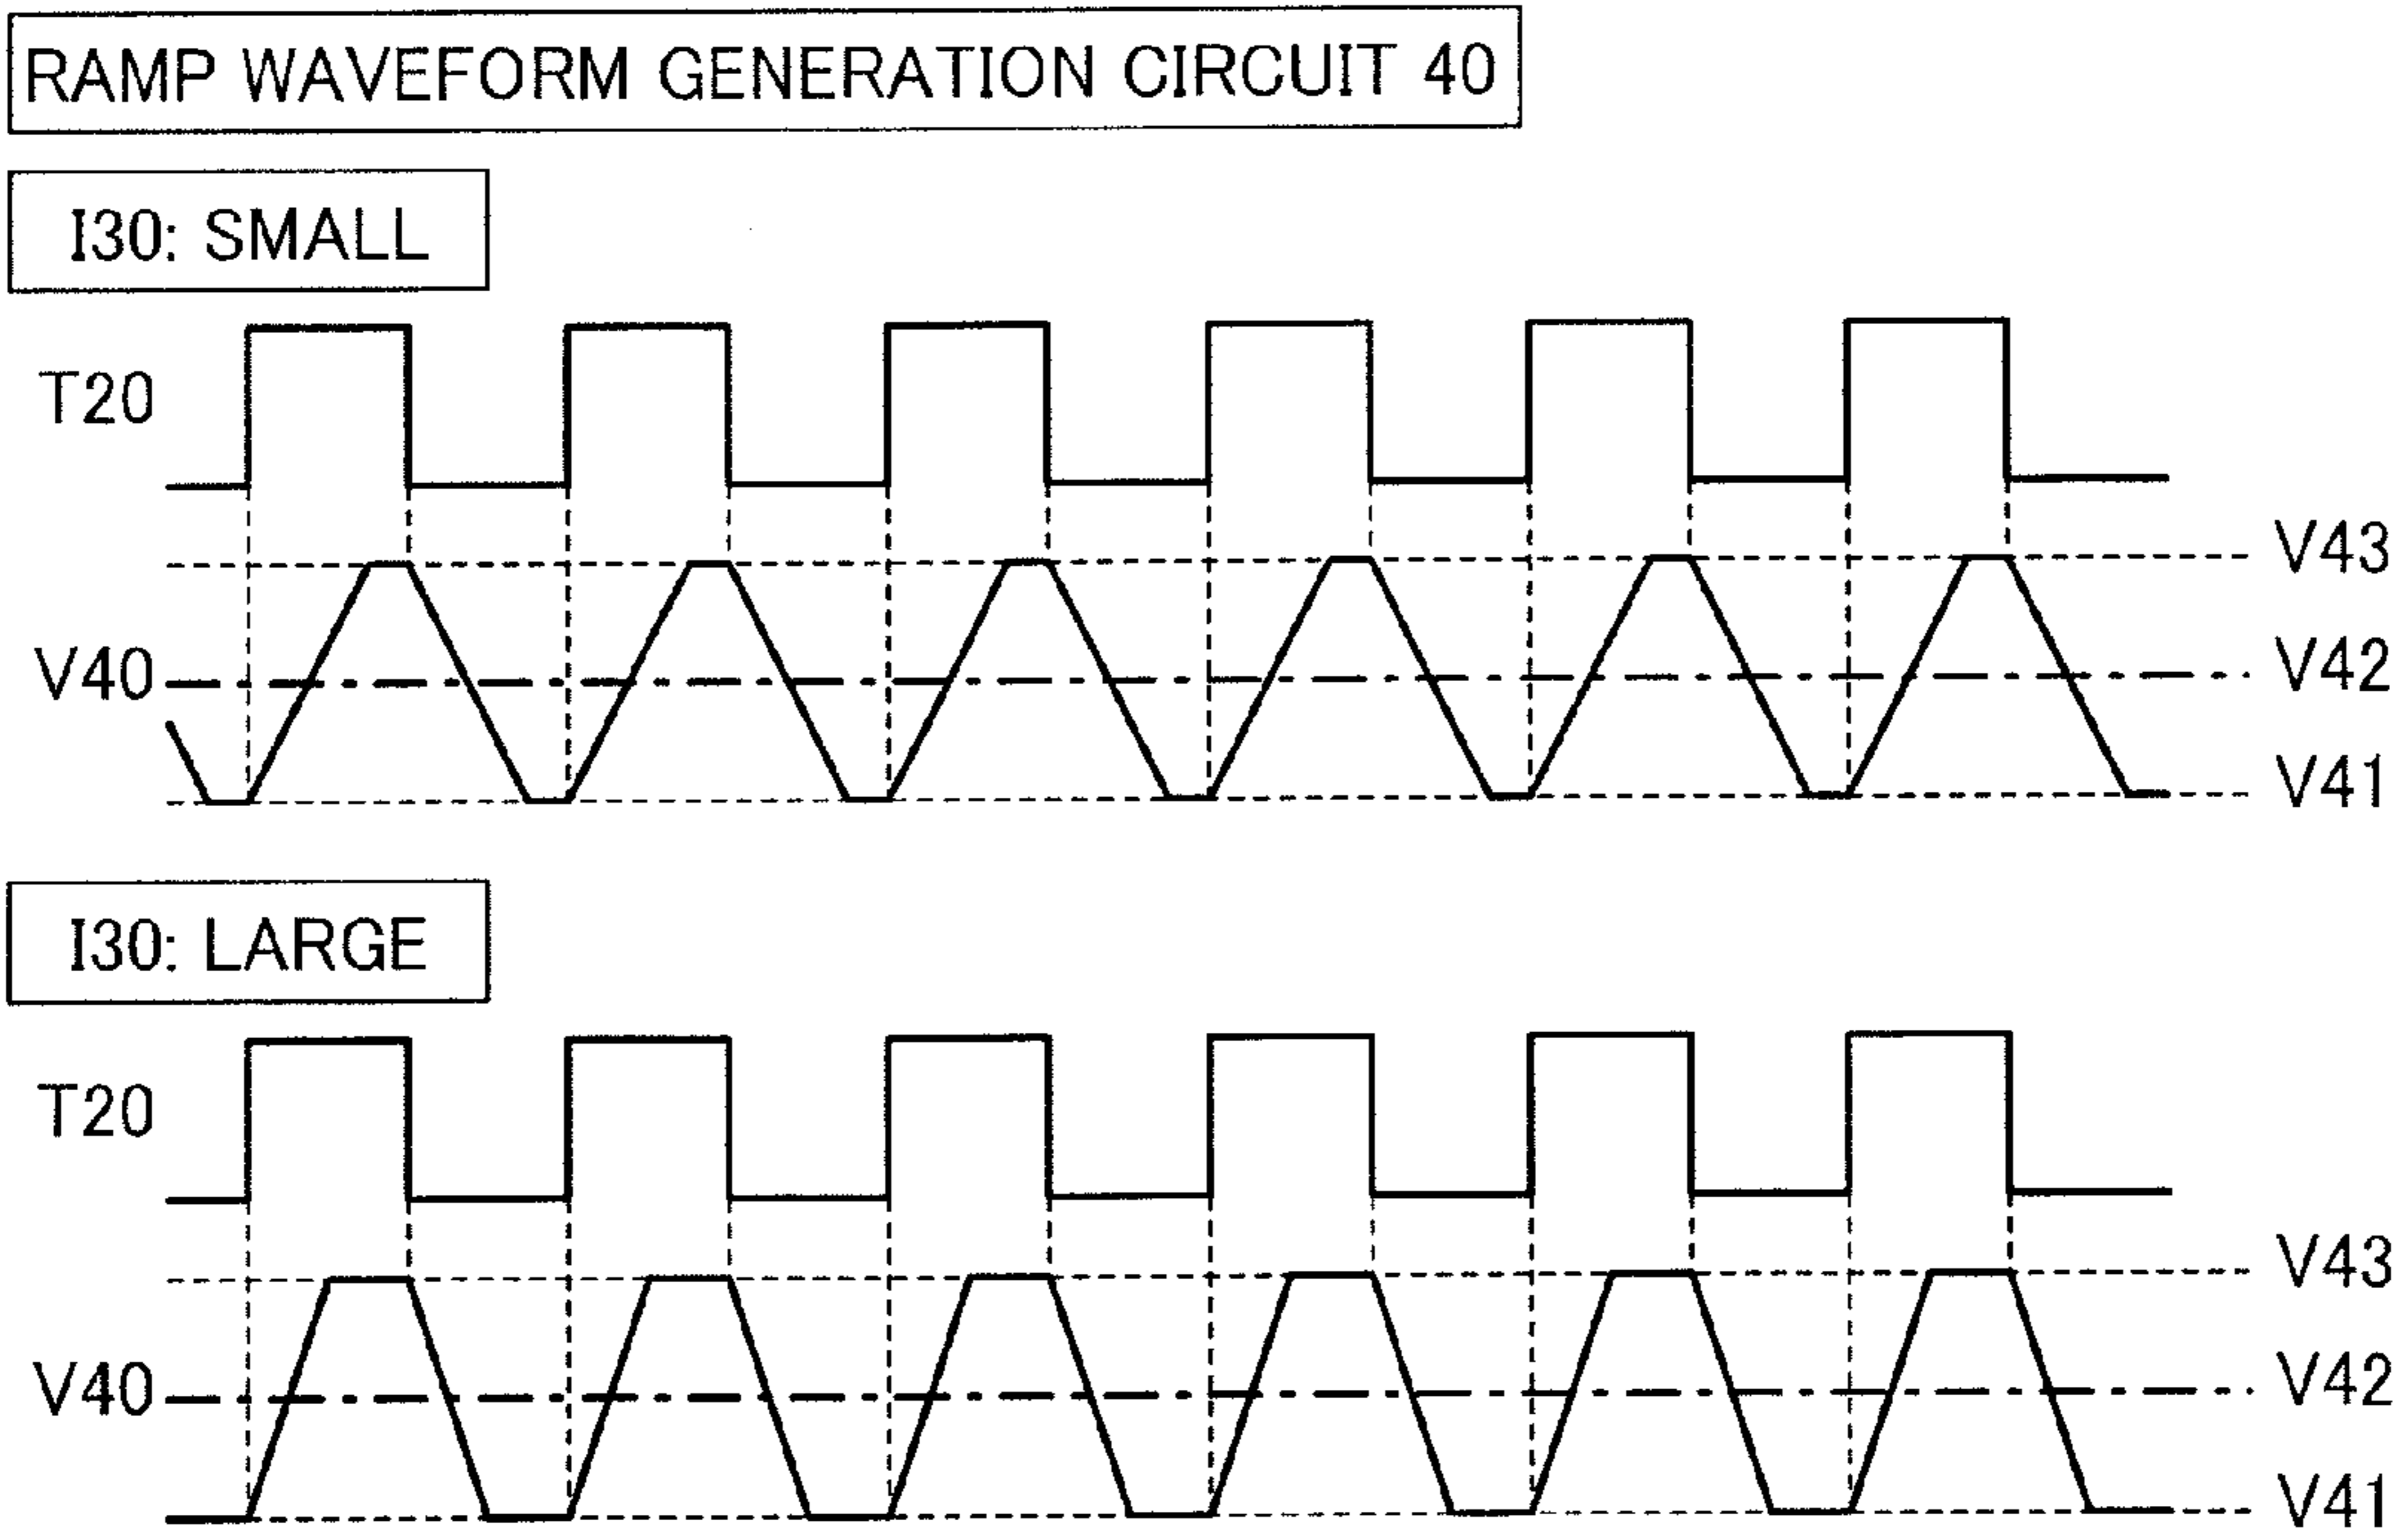 RAMP WAVEFORM GENERATION CIRCUIT 40
I30: SMALL
T20
V43
V40
V42
V41
I30: LARGE
T20
V43
V40
V42
V41